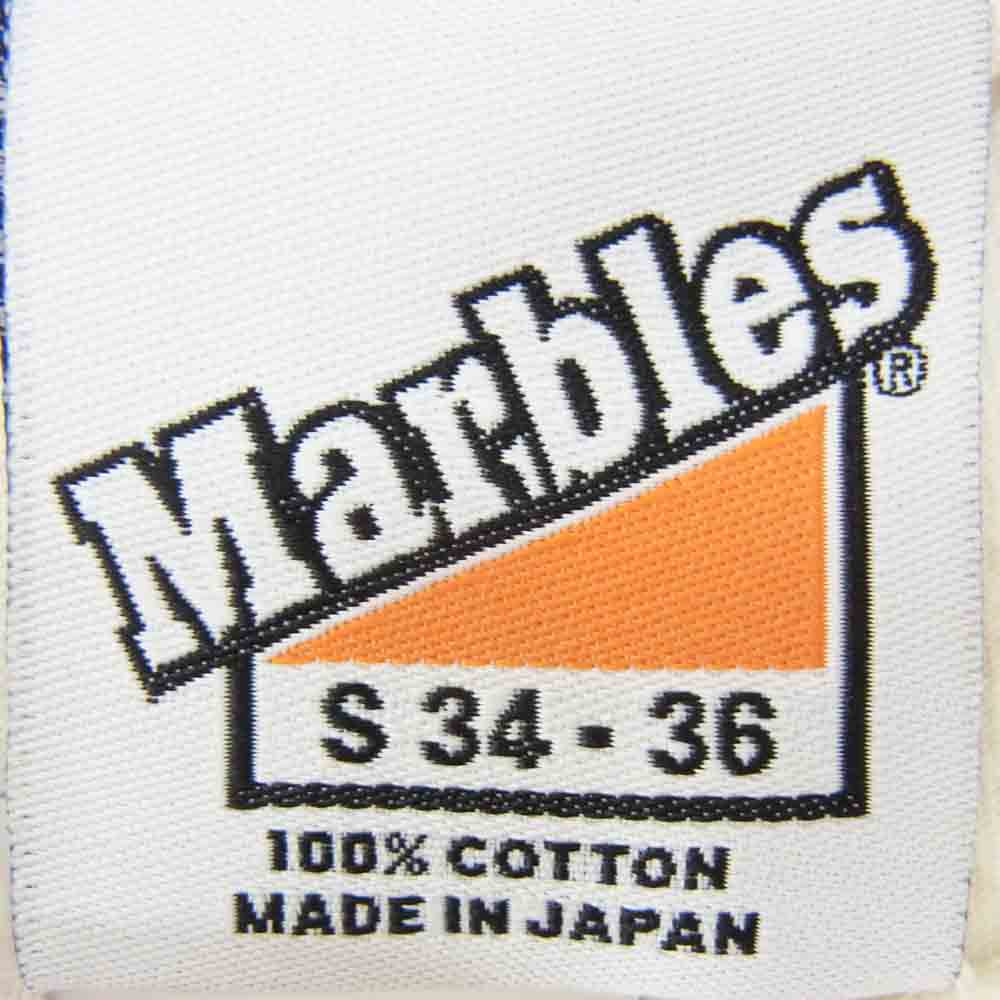 Marbles®
S 34 - 36
100% COTTON
MADE IN JAPAN